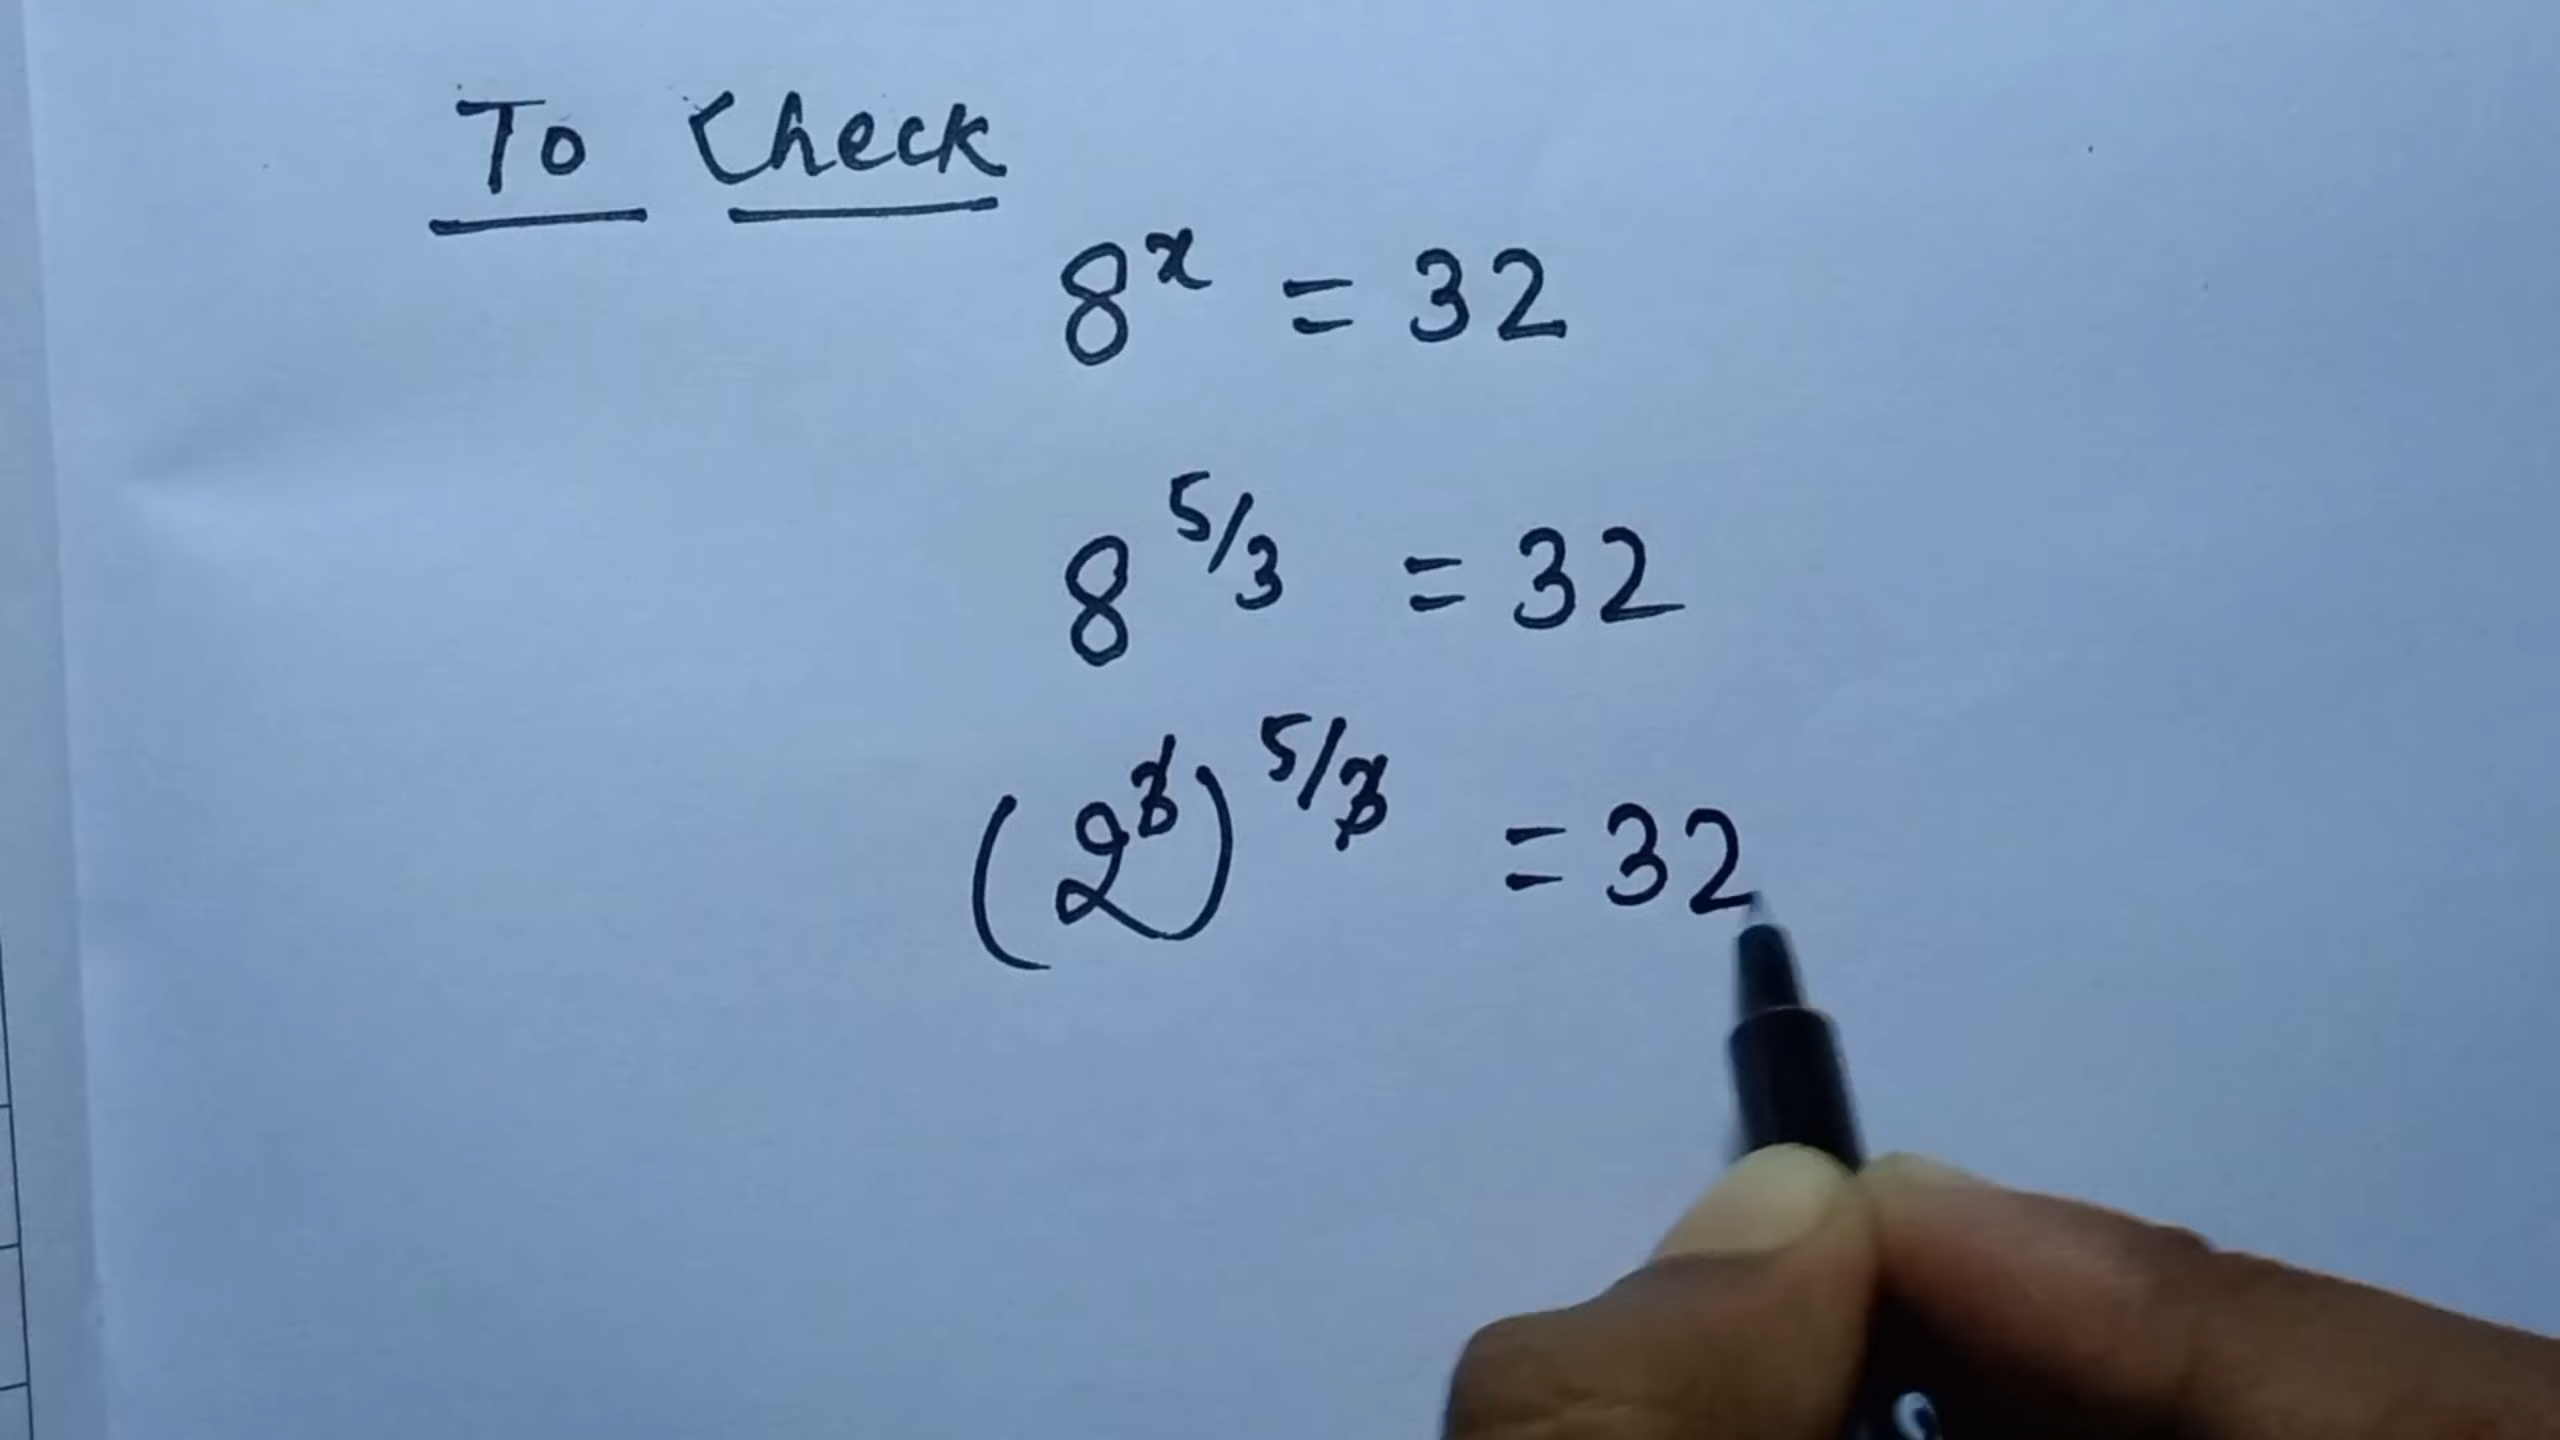 To Check
8^x = 32
8^5/3 = 32
(2^3)^5/3 = 32